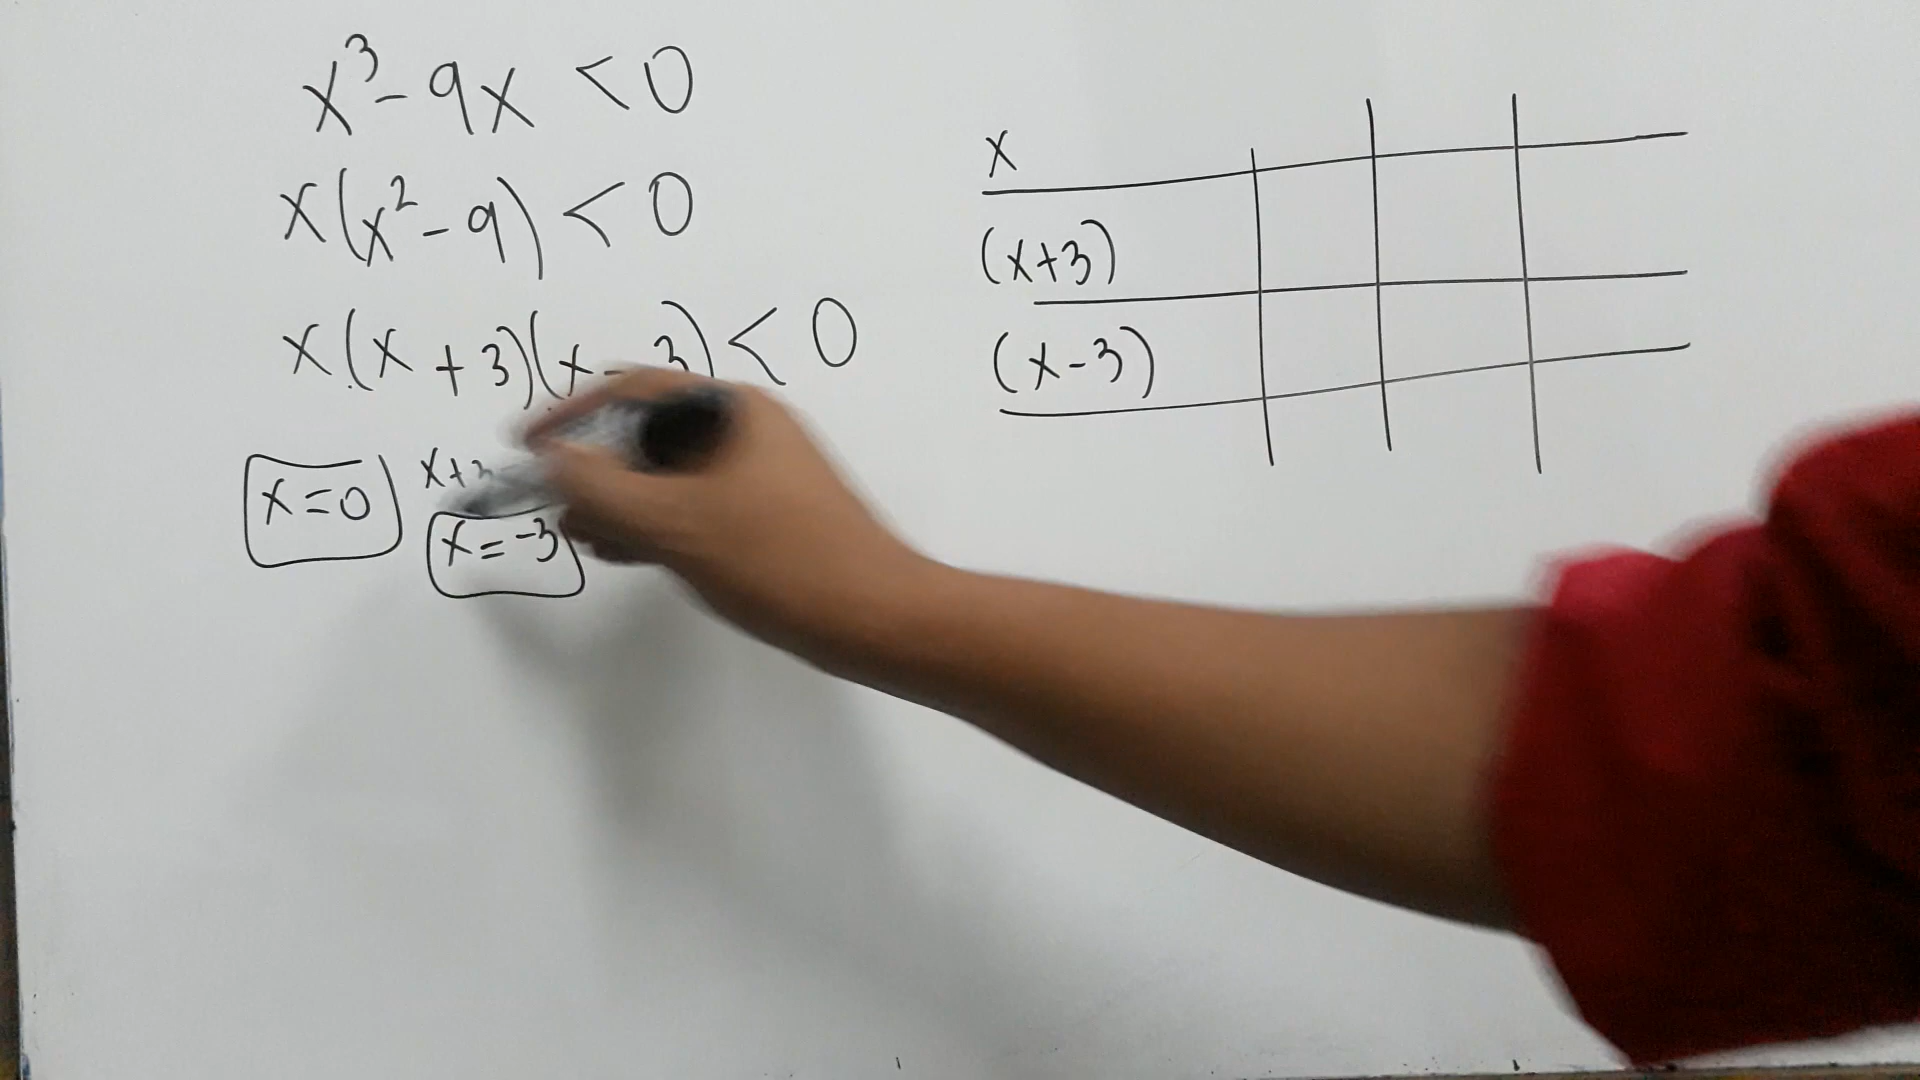 x³ - 9x < 0
x(x² - 9) < 0
x(x + 3)(x - 3) < 0
x=0
x+3
x=-3
x
(x+3)
(x-3)